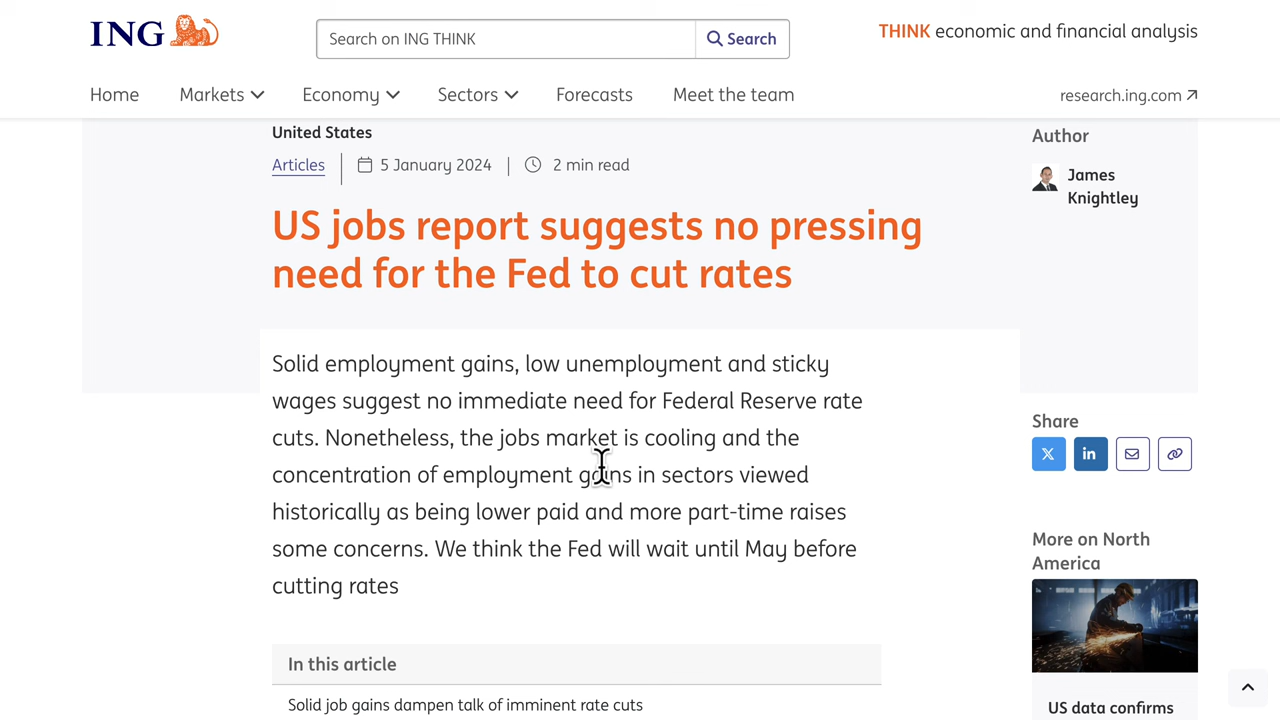 ING
Search on ING THINK
Search
THINK economic and financial analysis
Home
Markets
Economy
Sectors
Forecasts
Meet the team
research.ing.com
United States
Articles
5 January 2024
2 min read
US jobs report suggests no pressing
need for the Fed to cut rates
Author
James
Knightley
Solid employment gains, low unemployment and sticky
wages suggest no immediate need for Federal Reserve rate
cuts. Nonetheless, the jobs market is cooling and the
concentration of employment gains in sectors viewed
historically as being lower paid and more part-time raises
some concerns. We think the Fed will wait until May before
cutting rates
Share
X
in
More on North
America
In this article
Solid job gains dampen talk of imminent rate cuts
US data confirms